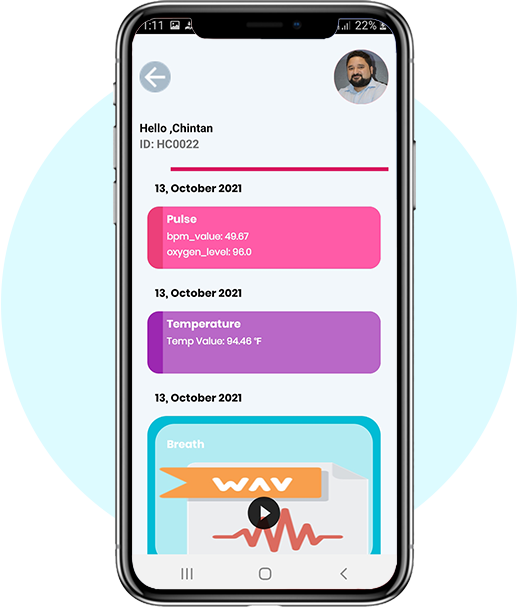 1:11 22%
Hello ,Chintan
ID: HC0022
13, October 2021
Pulse
bpm_value: 49.67
oxygen_level: 96.0
13, October 2021
Temperature
Temp Value: 94.46 °F
13, October 2021
Breath
WAV